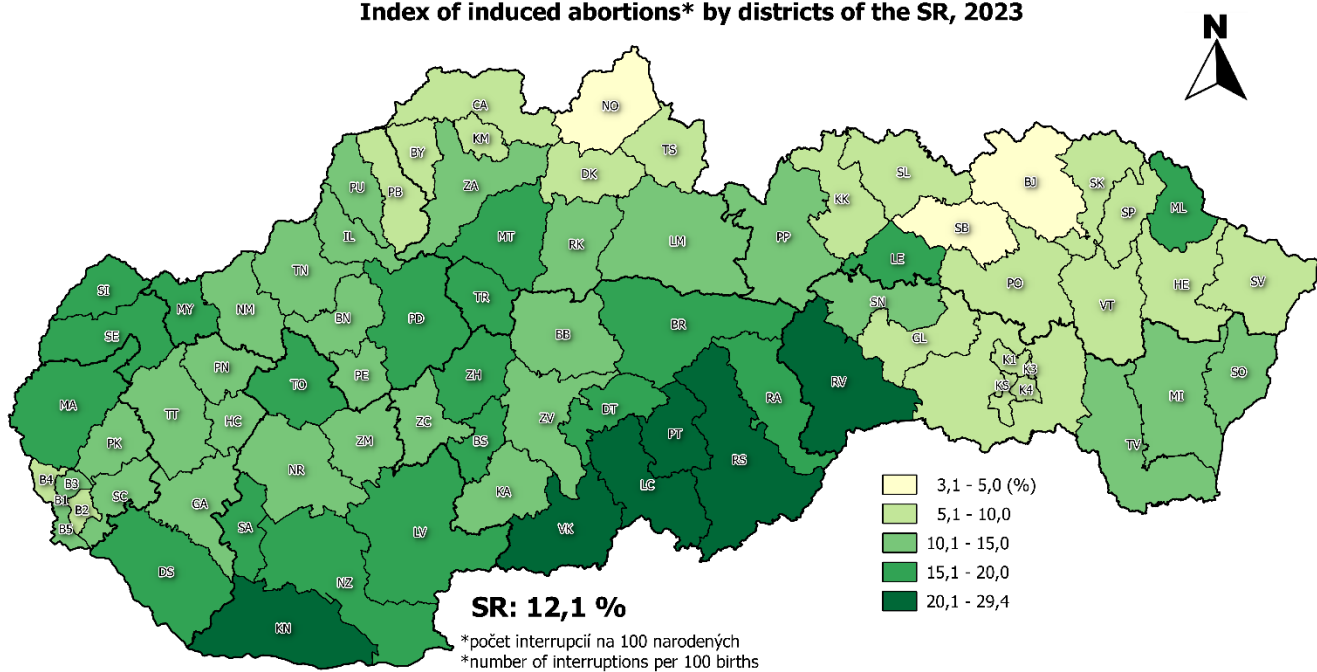 Index of induced abortions* by districts of the SR, 2023
N
CA
NO
KM
BY
TS
PU
PB
ZA
DK
SL
BJ
SK
KK
SP
ML
IL
MT
RK
LM
PP
SB
TN
LE
SI
TR
PO
HE
SV
MY
NM
BN
PD
BR
SN
VT
SE
BB
GL
PN
PE
ZH
RV
K1
K3
SO
TO
KS
K4
MA
TT
HC
DT
RA
MI
ZM
ZC
ZV
PT
PK
BS
TV
NR
RS
B4
B3
SC
KA
LC
B1
B2
GA
B5
SA
LV
VK
DS
NZ
KN
3,1 - 5,0 (%)
5,1 - 10,0
10,1 - 15,0
15,1 - 20,0
20,1 - 29,4
SR: 12,1 %
*počet interrupcií na 100 narodených
*number of interruptions per 100 births